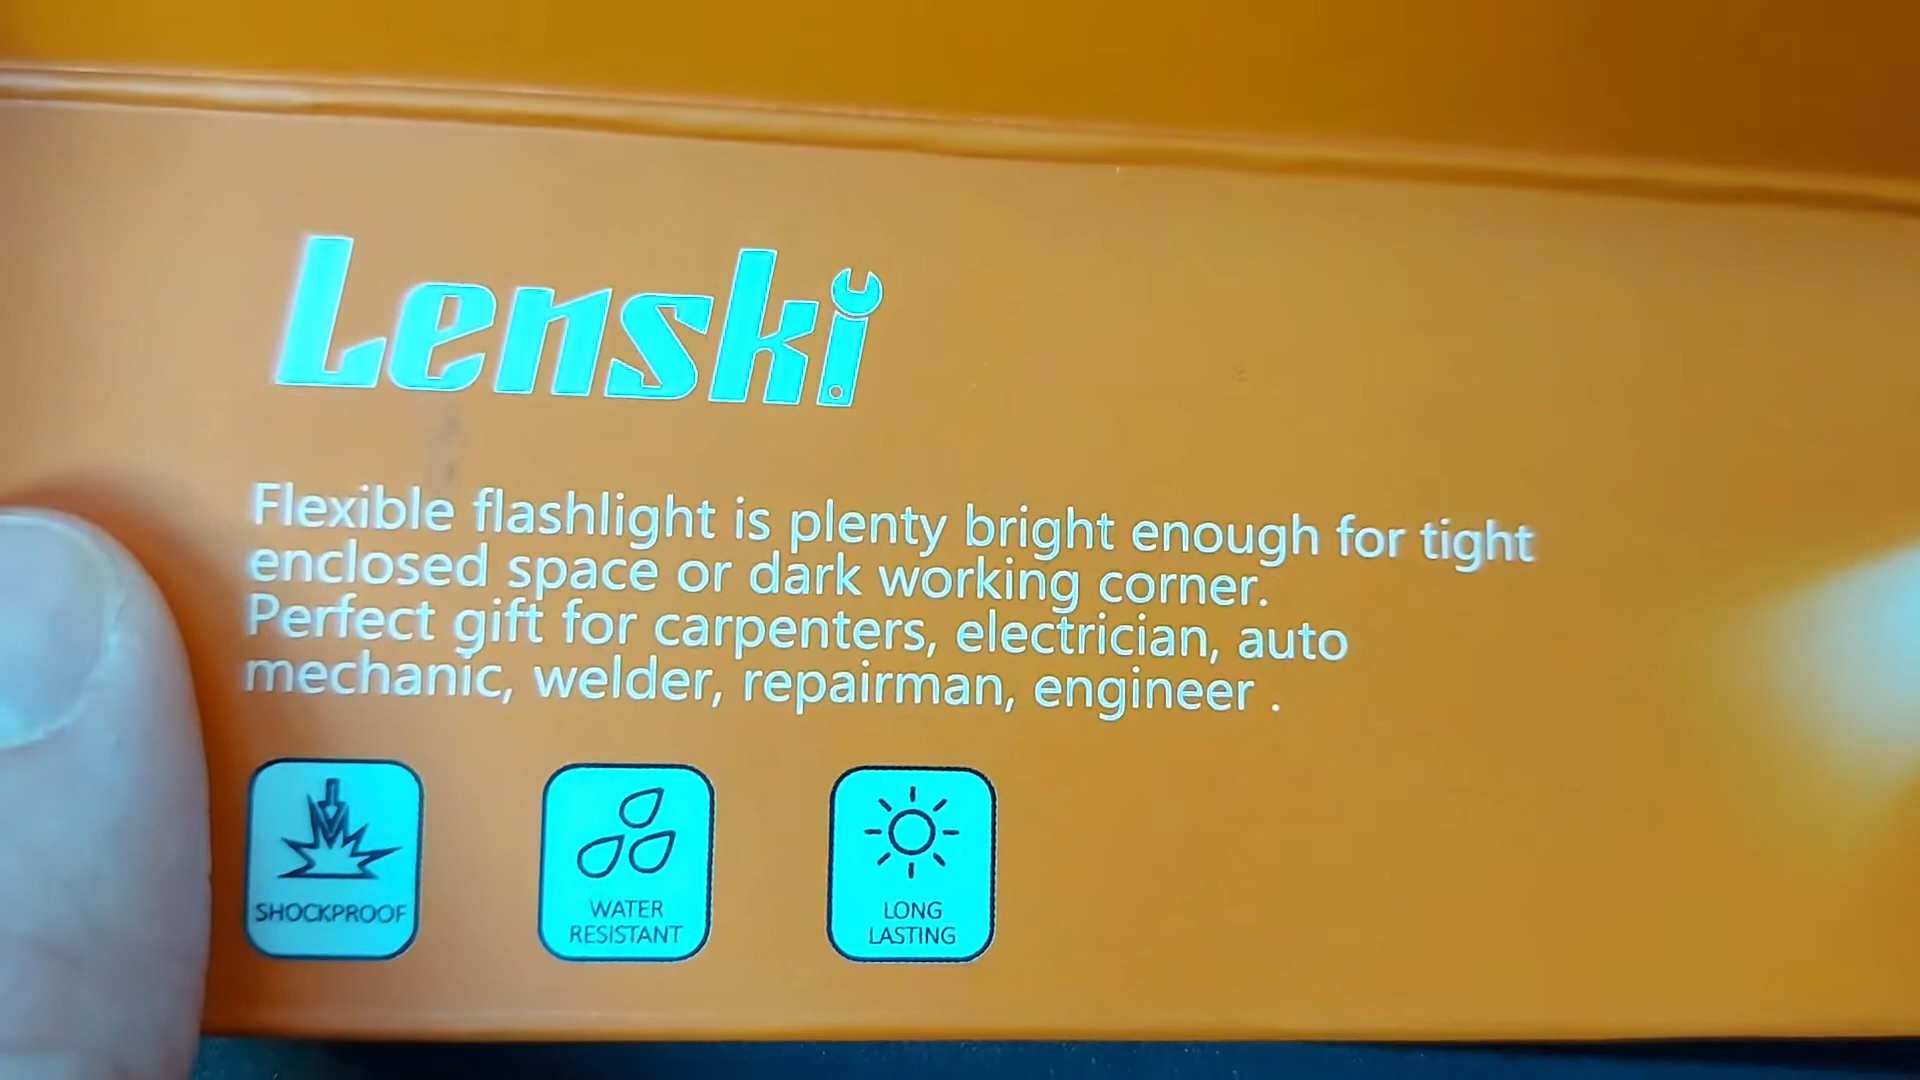 Lenski
Flexible flashlight is plenty bright enough for tight
enclosed space or dark working corner.
Perfect gift for carpenters, electrician, auto
mechanic, welder, repairman, engineer .
SHOCKPROOF
WATER
RESISTANT
LONG
LASTING